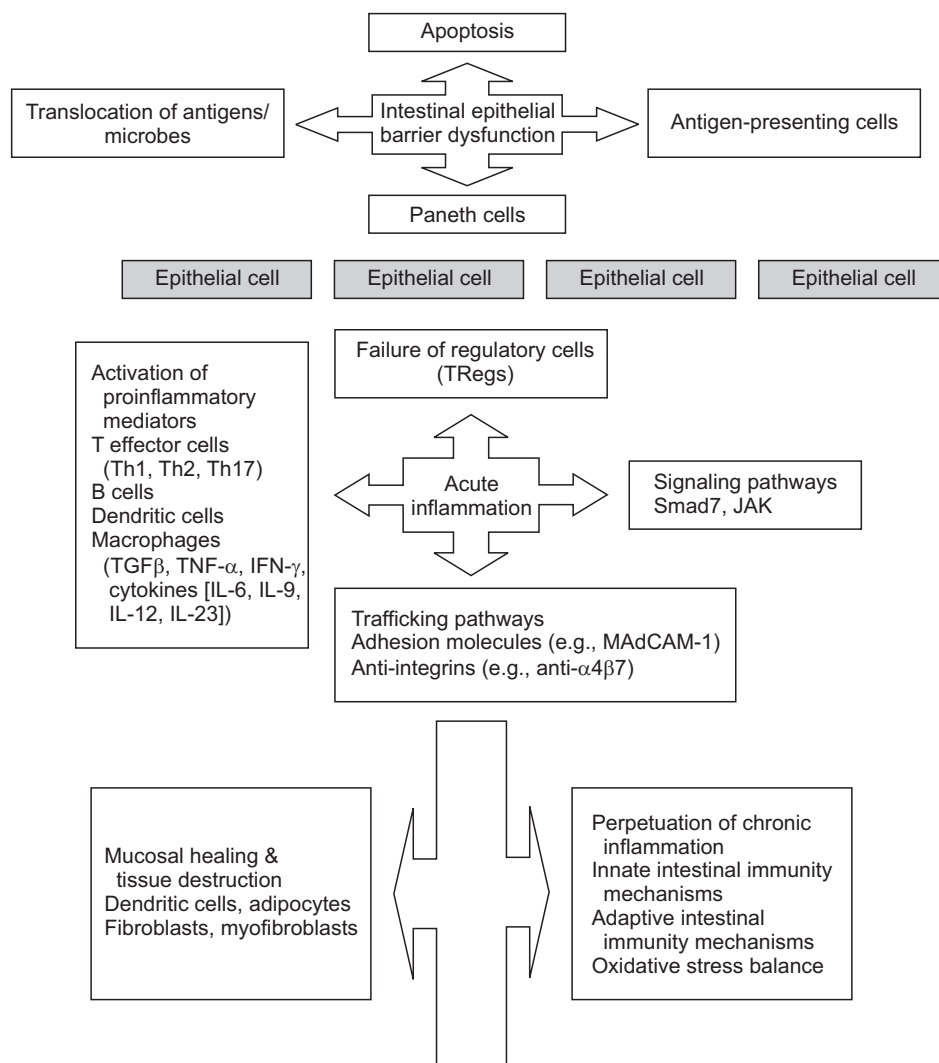 Apoptosis
Translocation of antigens/
microbes
Intestinal epithelial
barrier dysfunction
Antigen-presenting cells
Paneth cells
Epithelial cell
Epithelial cell
Epithelial cell
Epithelial cell
Activation of
proinflammatory
mediators
T effector cells
(Th1, Th2, Th17)
B cells
Dendritic cells
Macrophages
(TGFβ, TNF-α, IFN-γ,
cytokines [IL-6, IL-9,
IL-12, IL-23])
Failure of regulatory cells
(TRegs)
Acute
inflammation
Signaling pathways
Smad7, JAK
Trafficking pathways
Adhesion molecules (e.g., MAdCAM-1)
Anti-integrins (e.g., anti-α4β7)
Mucosal healing &
tissue destruction
Dendritic cells, adipocytes
Fibroblasts, myofibroblasts
Perpetuation of chronic
inflammation
Innate intestinal immunity
mechanisms
Adaptive intestinal
immunity mechanisms
Oxidative stress balance